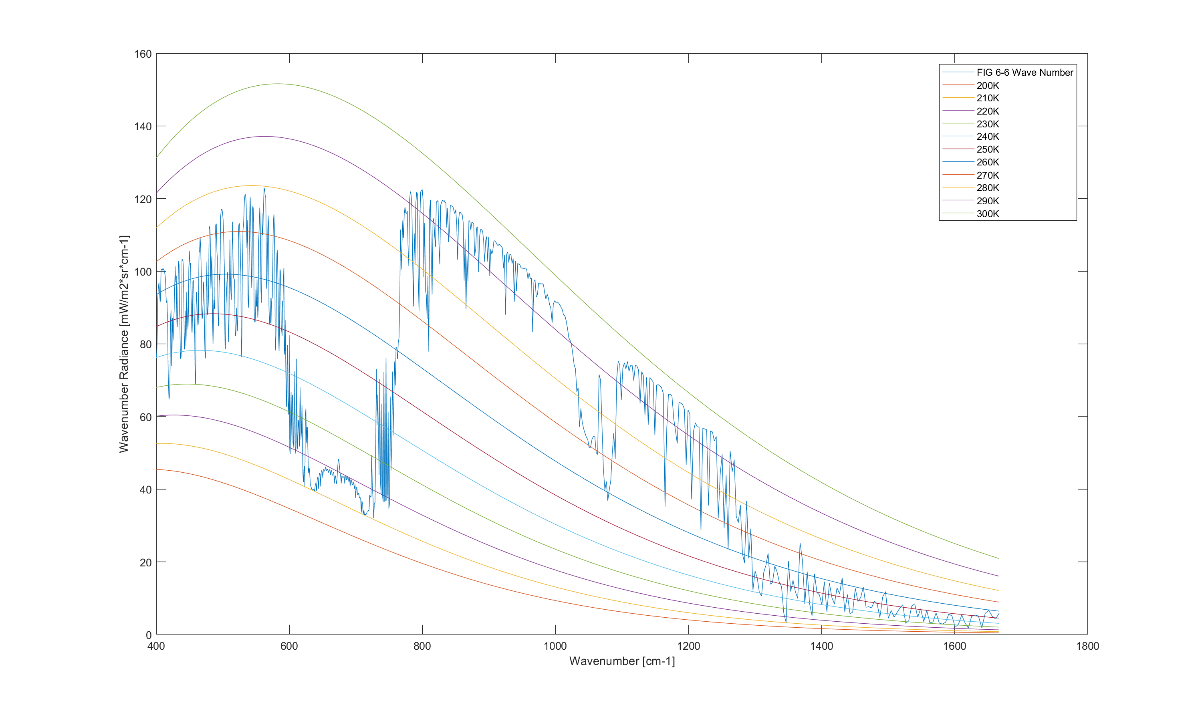 160
140
120
100
80
60
40
20
0
Wavenumber Radiance [mW/m2*sr*cm-1]
400 600 800 1000 1200 1400 1600 1800
Wavenumber [cm-1]
FIG 6-6 Wave Number
200K
210K
220K
230K
240K
250K
260K
270K
280K
290K
300K